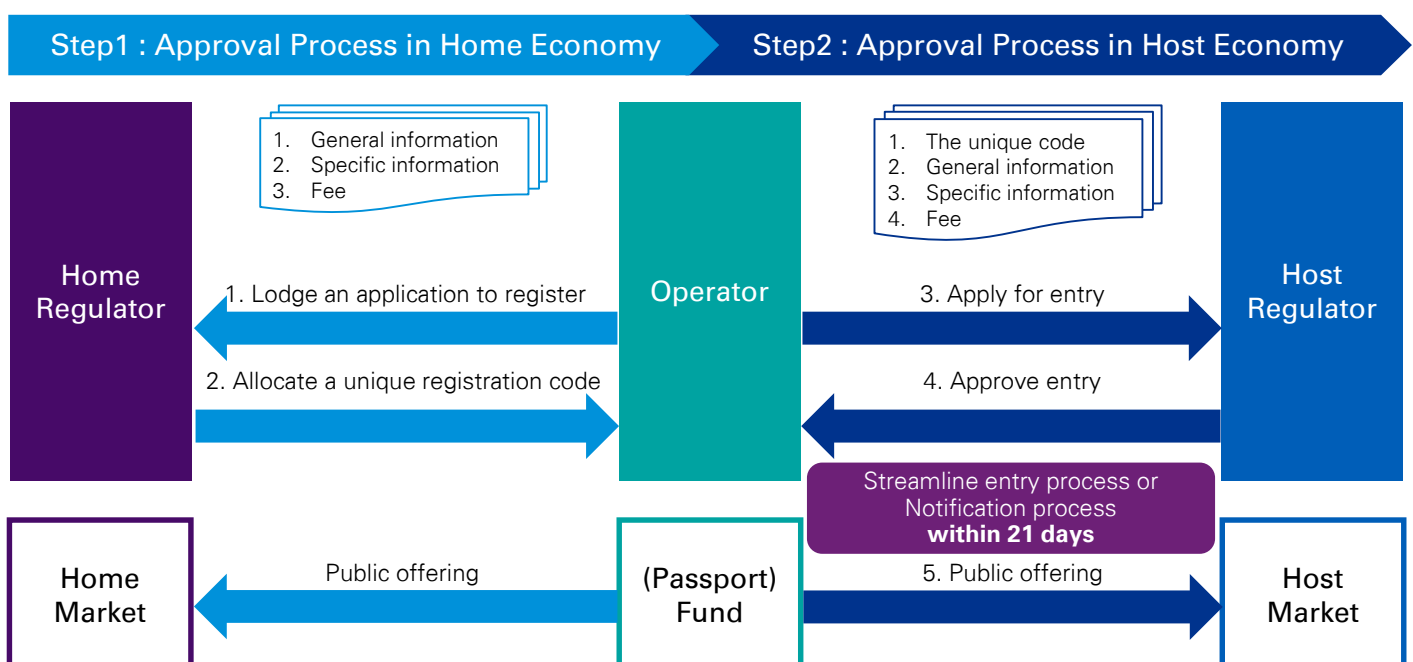 Step1 : Approval Process in Home Economy
Step2 : Approval Process in Host Economy
1. General information
2. Specific information
3. Fee
1. The unique code
2. General information
3. Specific information
4. Fee
Home
Regulator
1. Lodge an application to register
Operator
3. Apply for entry
Host
Regulator
2. Allocate a unique registration code
4. Approve entry
Streamline entry process or
Notification process
within 21 days
Home
Market
Public offering
(Passport)
Fund
5. Public offering
Host
Market